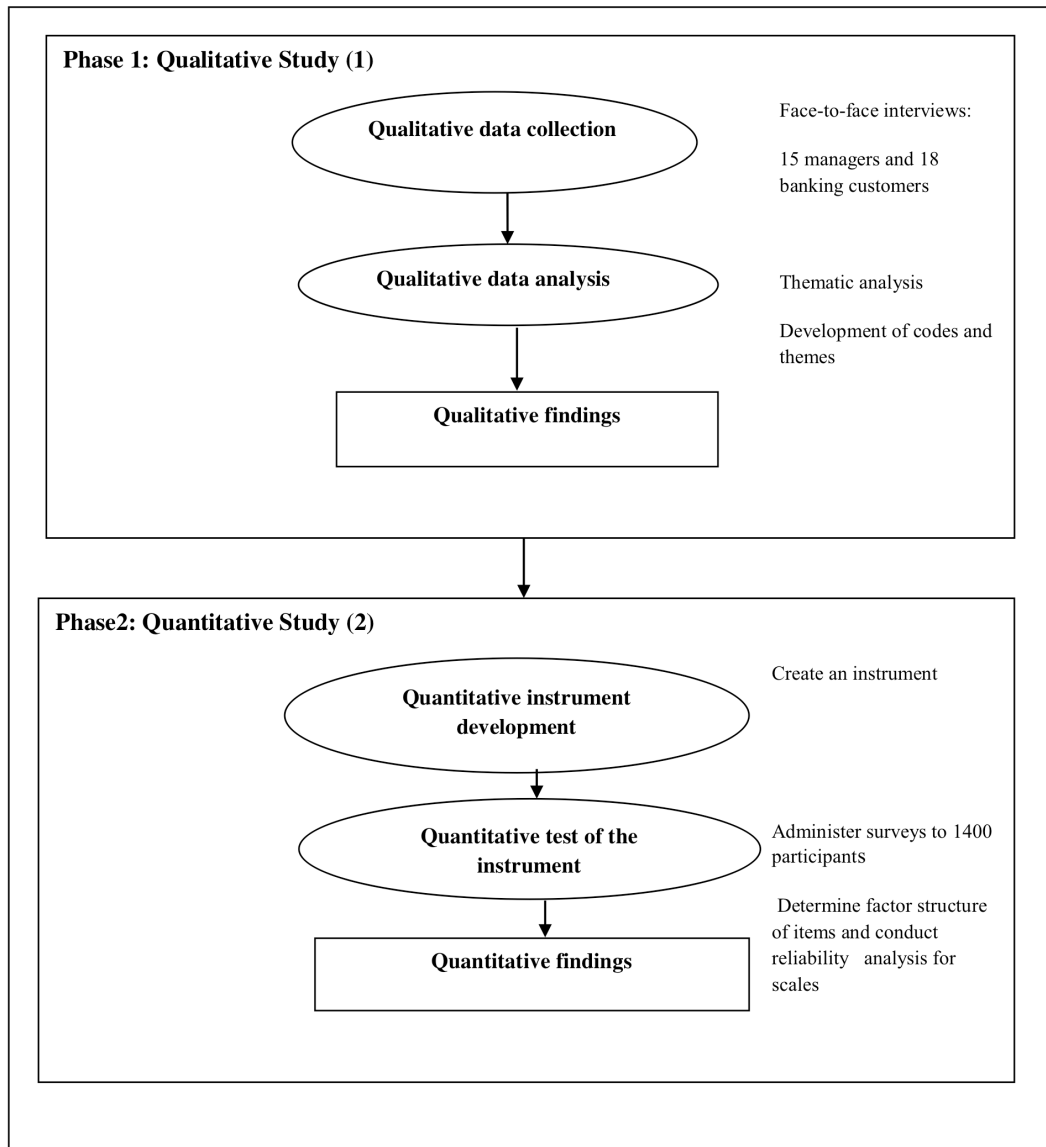 Phase 1: Qualitative Study (1)
Qualitative data collection
Face-to-face interviews:
15 managers and 18
banking customers
Qualitative data analysis
Thematic analysis
Development of codes and
themes
Qualitative findings
Phase2: Quantitative Study (2)
Quantitative instrument
development
Create an instrument
Quantitative test of the
instrument
Administer surveys to 1400
participants
Determine factor structure
of items and conduct
reliability analysis for
scales
Quantitative findings